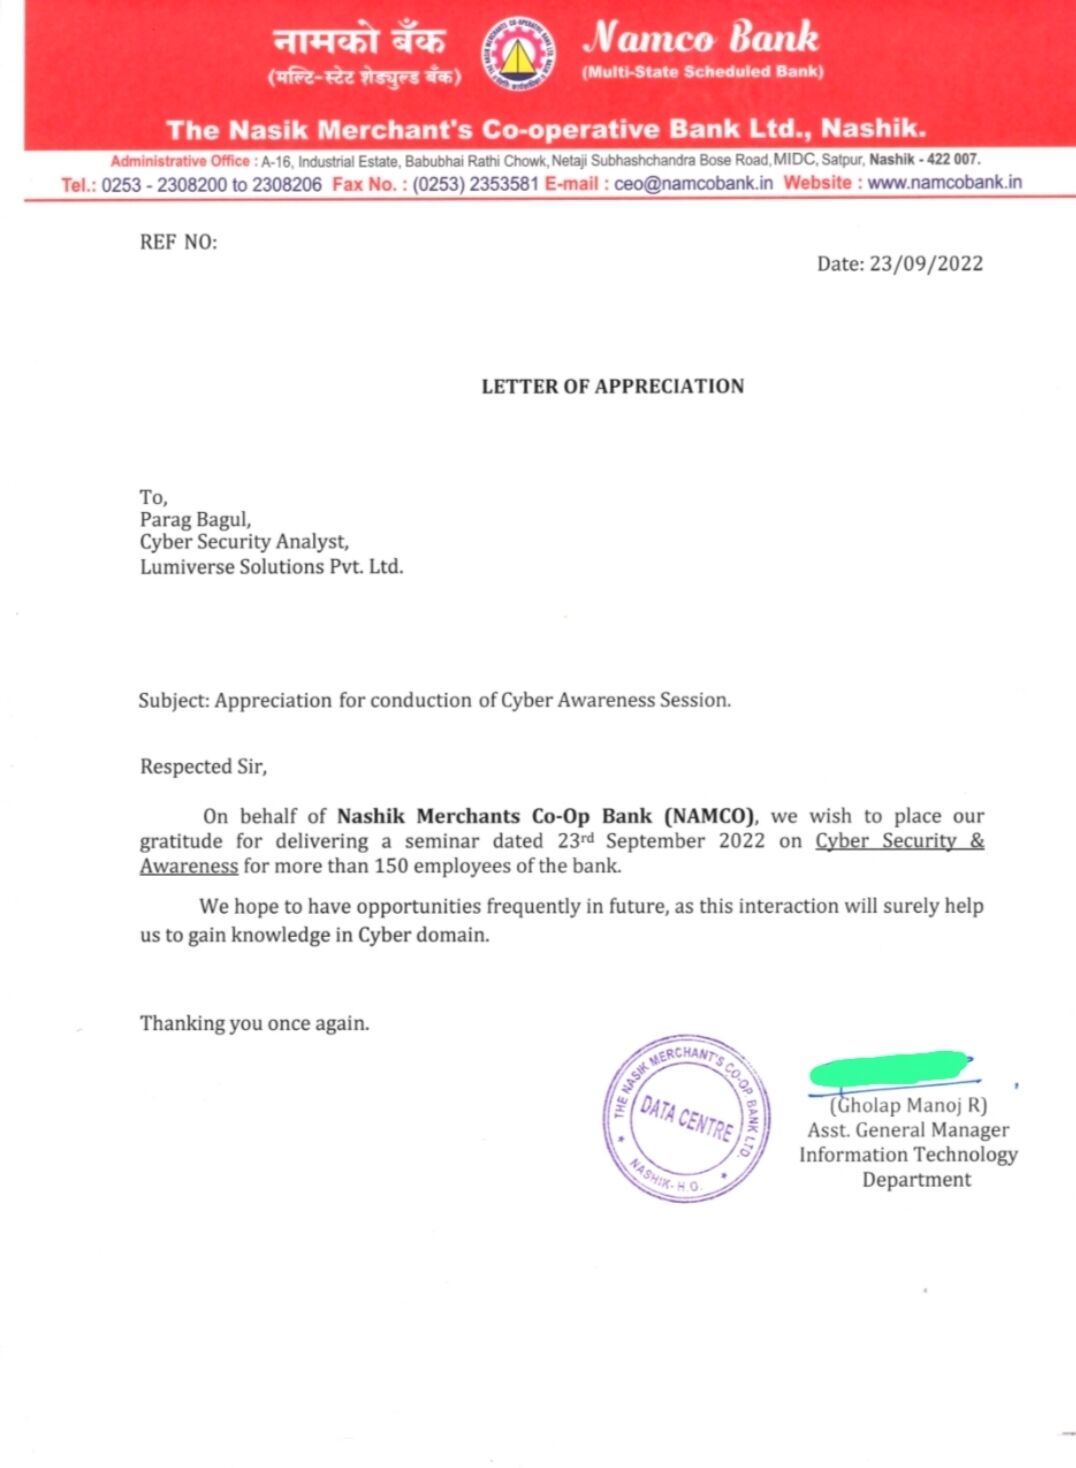 नामको बँक
(मल्टि-स्टेट शेड्युल्ड बँक)
Namco Bank
(Multi-State Scheduled Bank)
The Nasik Merchant's Co-operative Bank Ltd., Nashik.
Administrative Office : A-16, Industrial Estate, Babubhai Rathi Chowk, Netaji Subhashchandra Bose Road, MIDC, Satpur, Nashik - 422 007.
Tel.: 0253 - 2308200 to 2308206 Fax No. : (0253) 2353581 E-mail : ceo@namcobank.in Website : www.namcobank.in
REF NO:
Date: 23/09/2022
LETTER OF APPRECIATION
To,
Parag Bagul,
Cyber Security Analyst,
Lumiverse Solutions Pvt. Ltd.
Subject: Appreciation for conduction of Cyber Awareness Session.
Respected Sir,
On behalf of Nashik Merchants Co-Op Bank (NAMCO), we wish to place our
gratitude for delivering a seminar dated 23rd September 2022 on Cyber Security &
Awareness for more than 150 employees of the bank.
We hope to have opportunities frequently in future, as this interaction will surely help
us to gain knowledge in Cyber domain.
Thanking you once again.
THE NASIK MERCHANT'S CO-OP BANK LTD.
DATA CENTRE
NASHIK-H.O.
(Gholap Manoj R)
Asst. General Manager
Information Technology
Department